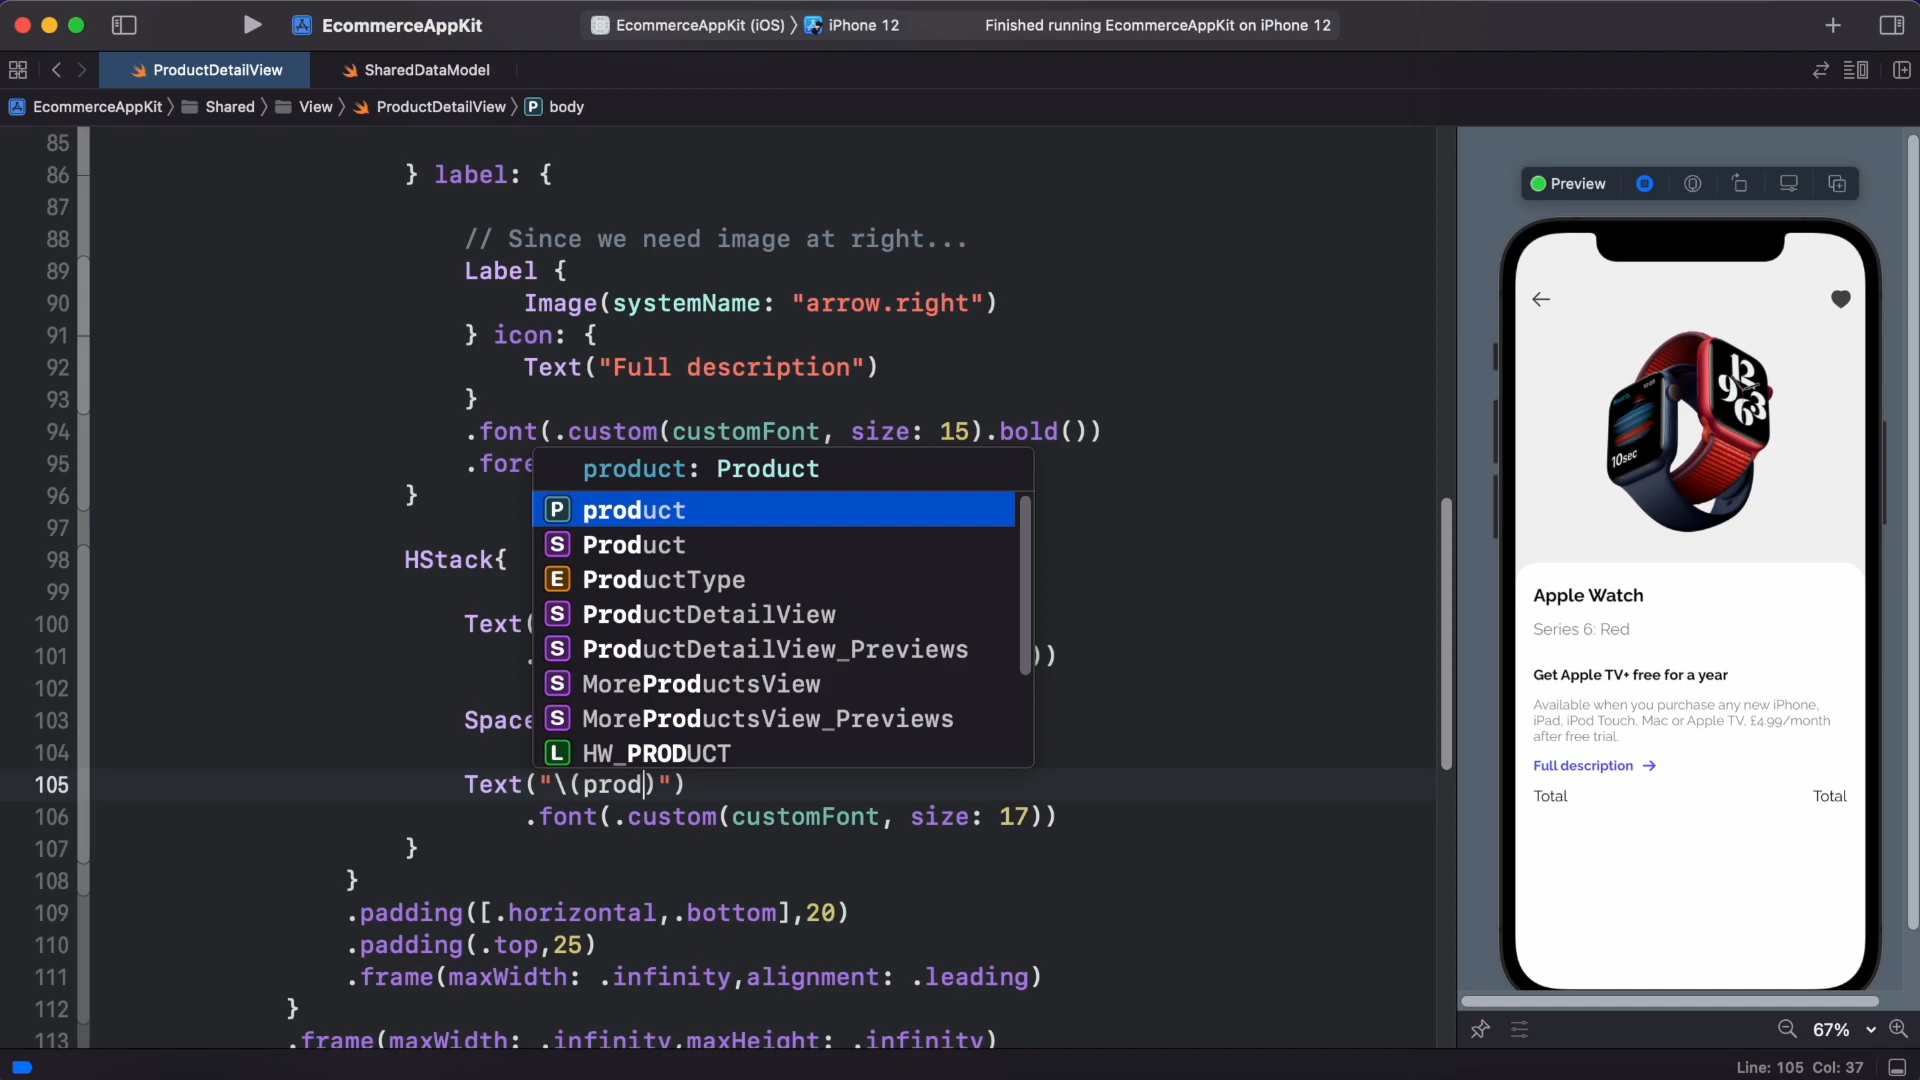 EcommerceAppKit
EcommerceAppKit (iOS) 〉 iPhone 12
Finished running EcommerceAppKit on iPhone 12
ProductDetailView
SharedDataModel
EcommerceAppKit 〉 Shared 〉 View 〉 ProductDetailView 〉 P body
85
86 } label: {
87
88 // Since we need image at right...
89 Label {
90 Image(systemName: "arrow.right")
91 } icon: {
92 Text("Full description")
93 }
94 .font(.custom(customFont, size: 15).bold())
95 .fore
96 }
97
98 HStack{
99
100 Text(
101 . ))
102
103 Space
104
105 Text("\(prod)")
106 .font(.custom(customFont, size: 17))
107 }
108 }
109 .padding([.horizontal,.bottom],20)
110 .padding(.top,25)
111 .frame(maxWidth: .infinity,alignment: .leading)
112 }
113 .frame(maxWidth: .infinity,maxHeight: .infinity)
product: Product
P product
S Product
E ProductType
S ProductDetailView
S ProductDetailView_Previews
S MoreProductsView
S MoreProductsView_Previews
L HW_PRODUCT
Preview
10:09
10sec
12
9 3
6
Apple Watch
Series 6: Red
Get Apple TV+ free for a year
Available when you purchase any new iPhone,
iPad, iPod Touch, Mac or Apple TV, £4.99/month
after free trial.
Full description →
Total Total
67%
Line: 105 Col: 37